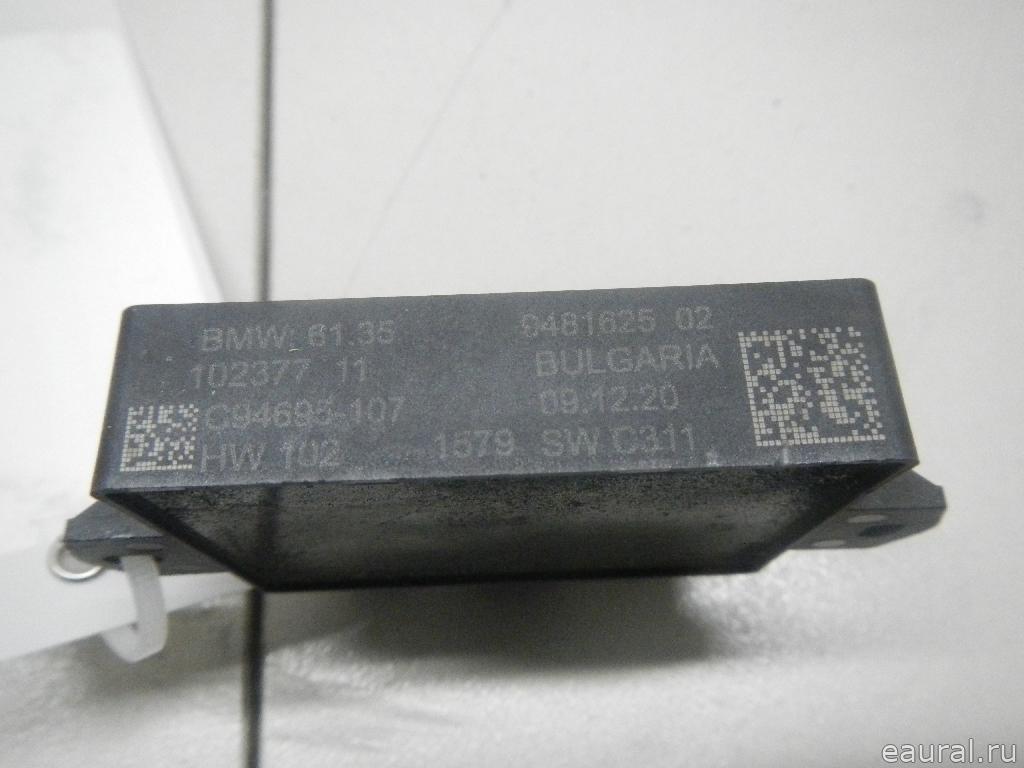 BMW 61.35 9481625 02
102377 11 BULGARIA
G94695-107 09.12.20
HW 102 1579 SW C311
eaural.ru